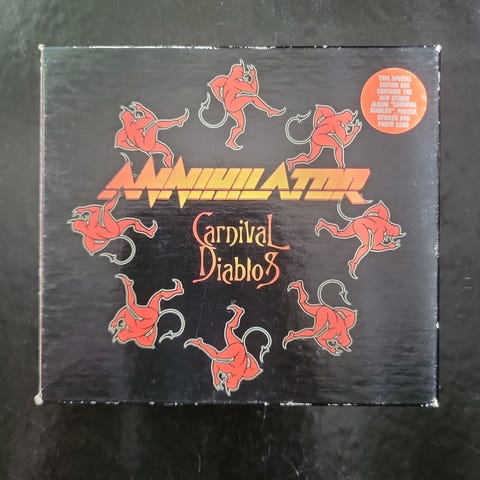 THIS SPECIAL
EDITION BOX
CONTAINS THE
NEW STUDIO
ALBUM "CARNIVAL
DIABLOS", POSTER,
STICKER AND
PHOTO CARD
ANNIHILATOR
Carnival
Diablos